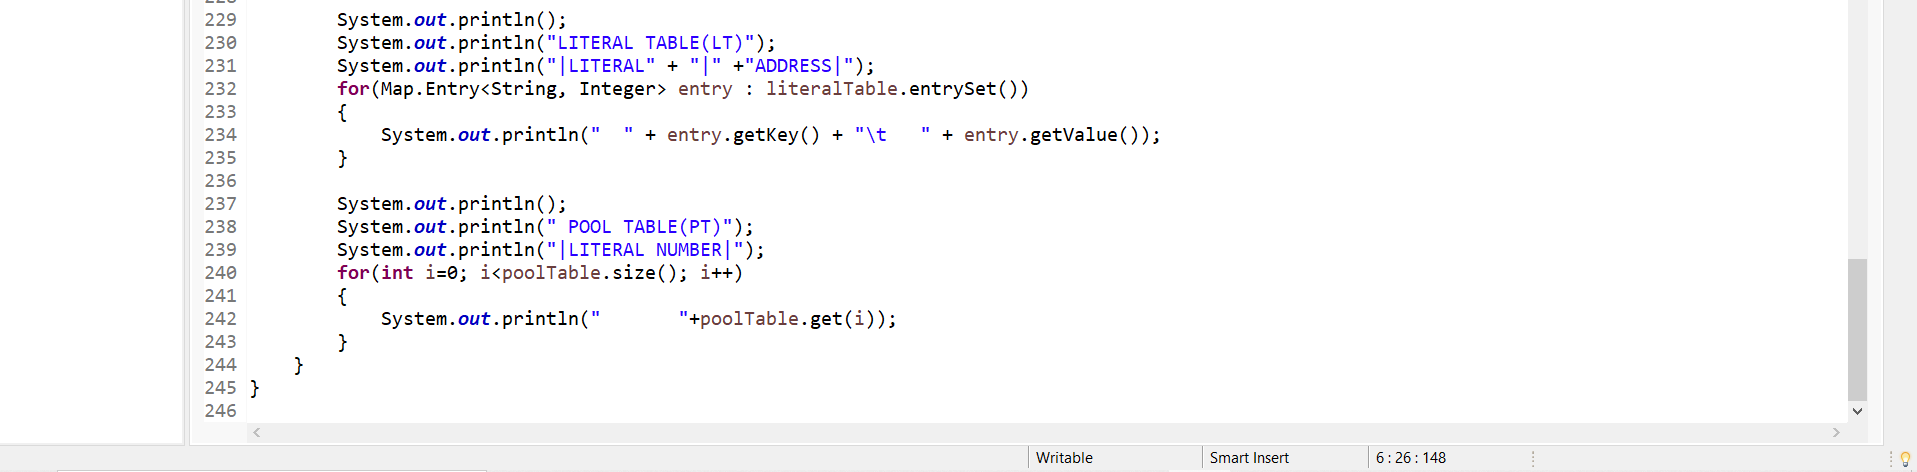 229 System.out.println();
230 System.out.println("LITERAL TABLE(LT)");
231 System.out.println("|LITERAL" + "|" +"ADDRESS|");
232 for(Map.Entry<String, Integer> entry : literalTable.entrySet())
233 {
234 System.out.println("  " + entry.getKey() + "\t   " + entry.getValue());
235 }
236
237 System.out.println();
238 System.out.println(" POOL TABLE(PT)");
239 System.out.println("|LITERAL NUMBER|");
240 for(int i=0; i<poolTable.size(); i++)
241 {
242 System.out.println("       "+poolTable.get(i));
243 }
244 }
245 }
246
Writable Smart Insert 6 : 26 : 148